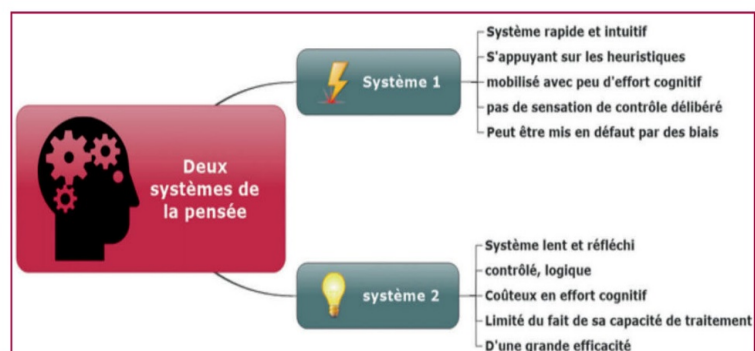 Deux
systèmes de
la pensée
Système 1
Système rapide et intuitif
S'appuyant sur les heuristiques
mobilisé avec peu d'effort cognitif
pas de sensation de contrôle délibéré
Peut être mis en défaut par des biais
système 2
Système lent et réfléchi
contrôlé, logique
Coûteux en effort cognitif
Limité du fait de sa capacité de traitement
D'une grande efficacité